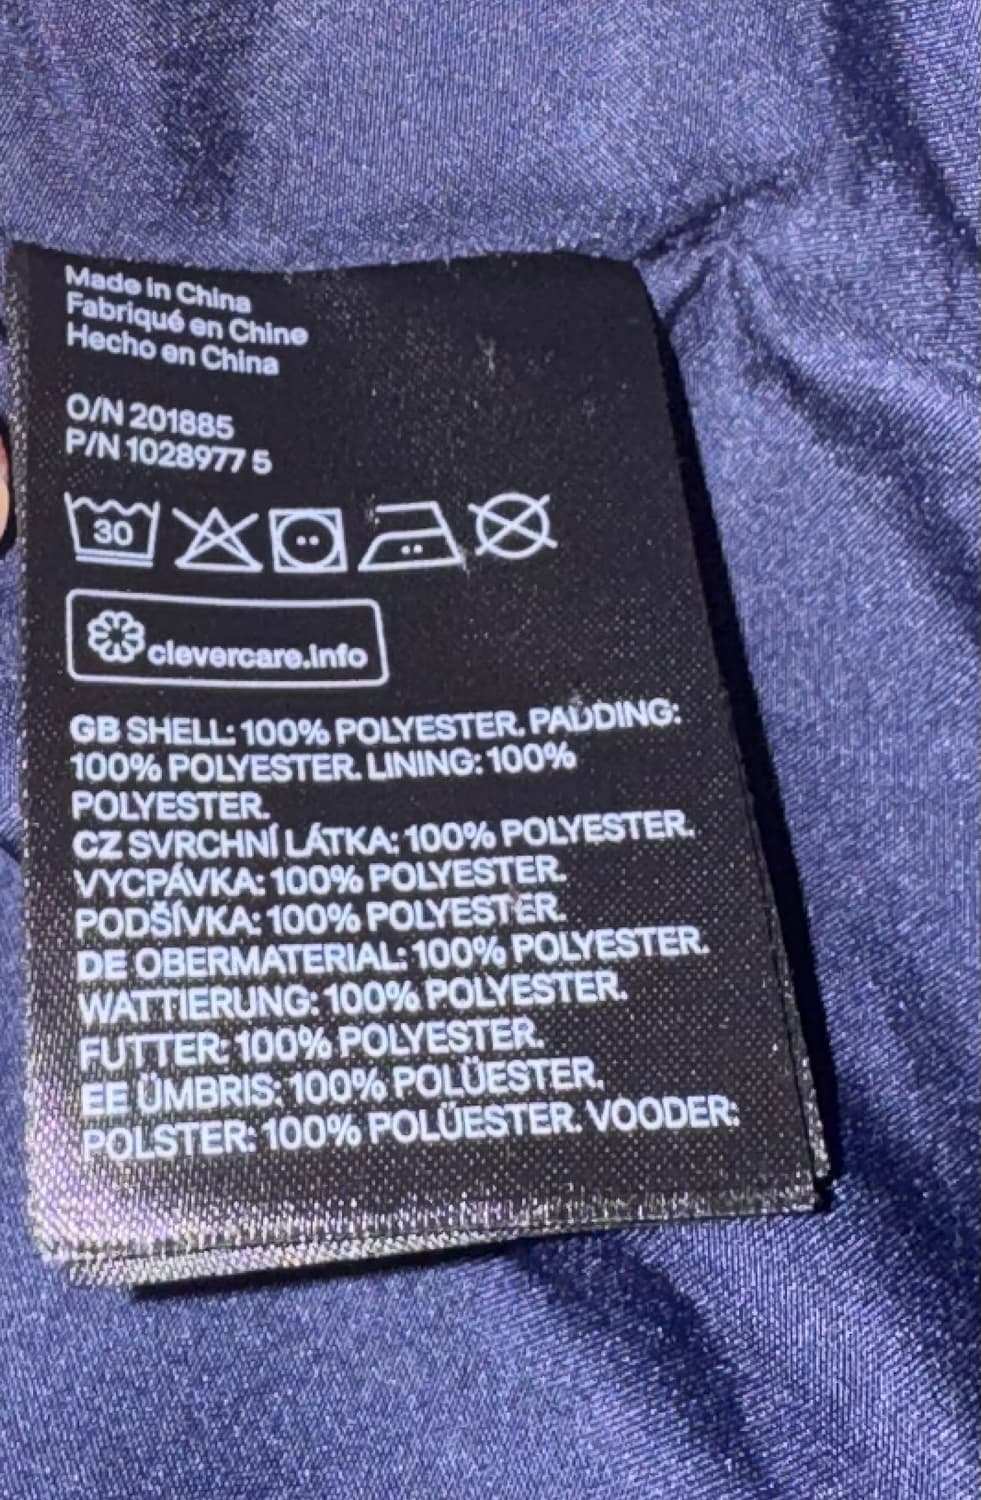 Made in China
Fabriqué en Chine
Hecho en China
O/N 201885
P/N 1028977 5
30
clevercare.info
GB SHELL: 100% POLYESTER. PADDING:
100% POLYESTER. LINING: 100%
POLYESTER.
CZ SVRCHNÍ LÁTKA: 100% POLYESTER.
VYCPÁVKA: 100% POLYESTER.
PODŠÍVKA: 100% POLYESTER.
DE OBERMATERIAL: 100% POLYESTER.
WATTIERUNG: 100% POLYESTER.
FUTTER: 100% POLYESTER.
EE ÜMBRIS: 100% POLÜESTER.
POLSTER: 100% POLÜESTER. VOODER: